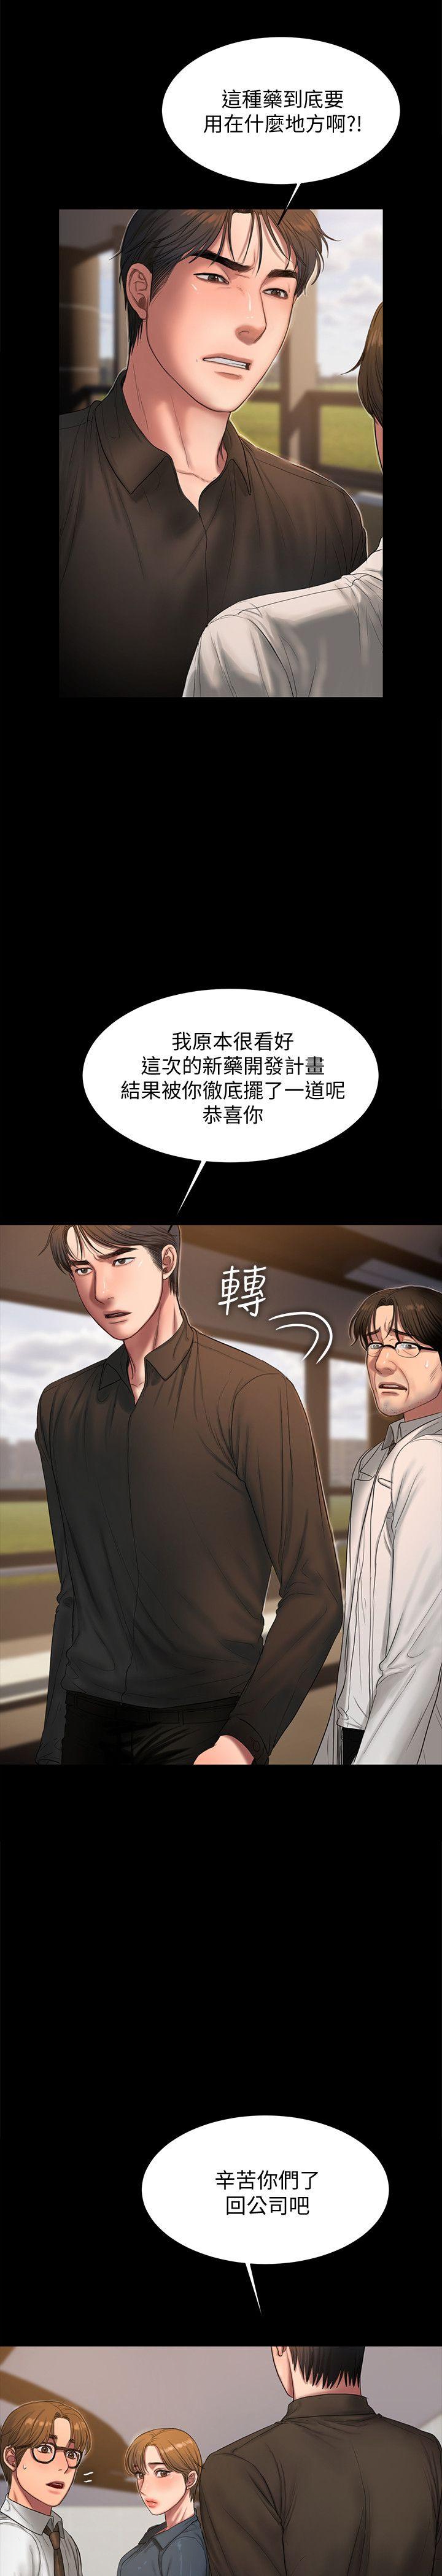 這種藥到底要
用在什麼地方啊?!
我原本很看好
這次的新藥開發計畫
結果被你徹底擺了一道呢
恭喜你
轉
辛苦你們了
回公司吧